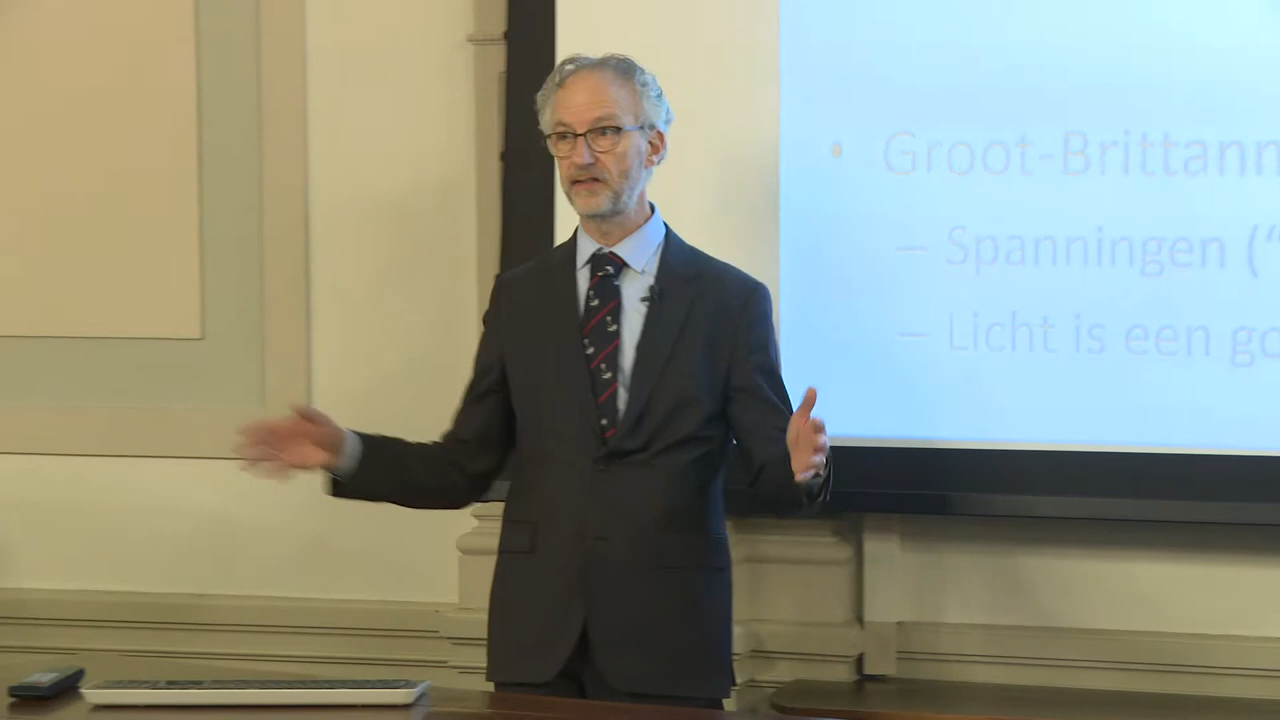 • Groot-Brittann
– Spanningen (“
– Licht is een go